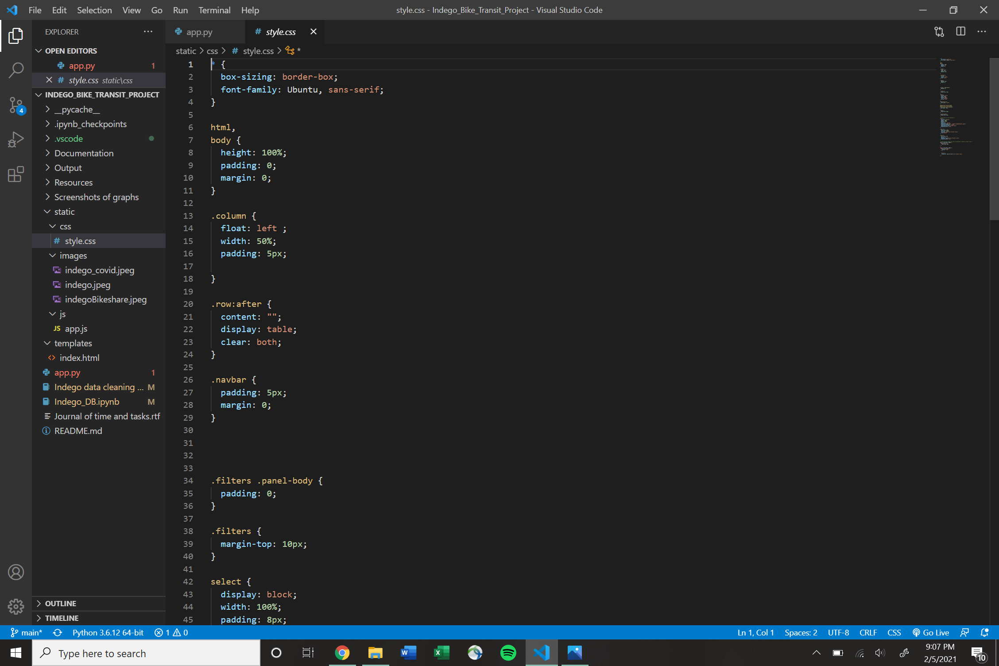 File Edit Selection View Go Run Terminal Help style.css - Indego_Bike_Transit_Project - Visual Studio Code
EXPLORER
app.py
# style.css
OPEN EDITORS
app.py 1
# style.css static\css
INDEGO_BIKE_TRANSIT_PROJECT
__pycache__
.ipynb_checkpoints
.vscode
Documentation
Output
Resources
Screenshots of graphs
static
css
# style.css
images
indego_covid.jpeg
indego.jpeg
indegoBikeshare.jpeg
js
JS app.js
templates
<> index.html
app.py 1
Indego data cleaning ... M
Indego_DB.ipynb M
Journal of time and tasks.rtf
README.md
OUTLINE
TIMELINE
4
static > css > # style.css > *
1 * {
2 box-sizing: border-box;
3 font-family: Ubuntu, sans-serif;
4 }
5
6 html,
7 body {
8 height: 100%;
9 padding: 0;
10 margin: 0;
11 }
12
13 .column {
14 float: left ;
15 width: 50%;
16 padding: 5px;
17
18 }
19
20 .row:after {
21 content: "";
22 display: table;
23 clear: both;
24 }
25
26 .navbar {
27 padding: 5px;
28 margin: 0;
29 }
30
31
32
33
34 .filters .panel-body {
35 padding: 0;
36 }
37
38 .filters {
39 margin-top: 10px;
40 }
41
42 select {
43 display: block;
44 width: 100%;
45 padding: 8px;
main* Python 3.6.12 64-bit 1 0 Ln 1, Col 1 Spaces: 2 UTF-8 CRLF CSS Go Live
Type here to search
9:07 PM
2/5/2021
10